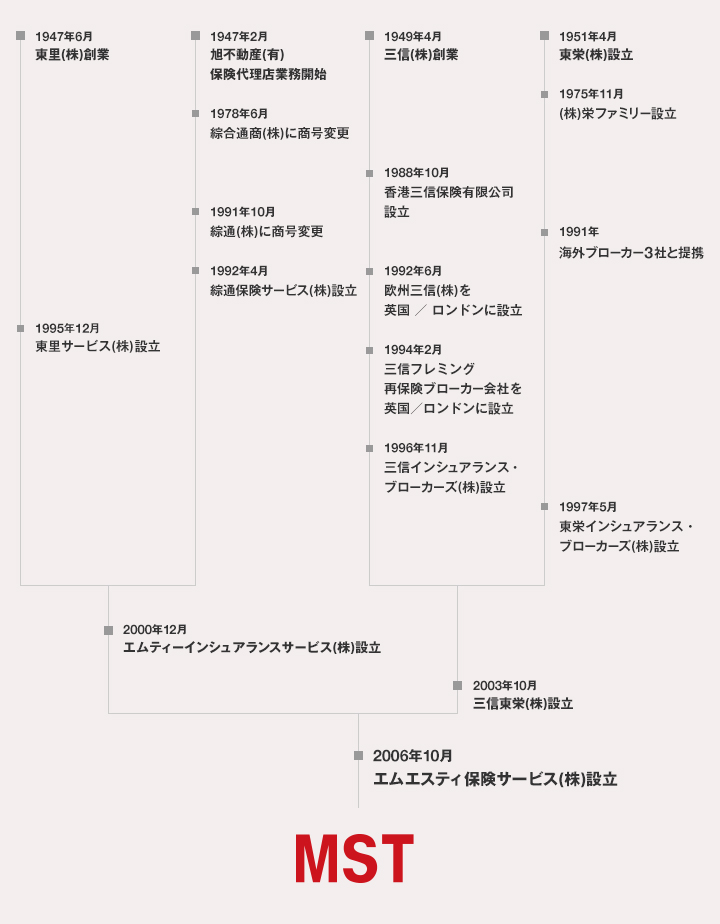 1947年6月
東里(株)創業
1995年12月
東里サービス(株)設立
1947年2月
旭不動産(有)
保険代理店業務開始
1978年6月
綜合通商(株)に商号変更
1991年10月
綜通(株)に商号変更
1992年4月
綜通保険サービス(株)設立
1949年4月
三信(株)創業
1988年10月
香港三信保険有限公司
設立
1992年6月
欧州三信(株)を
英国 ／ ロンドンに設立
1994年2月
三信フレミング
再保険ブローカー会社を
英国／ロンドンに設立
1996年11月
三信インシュアランス・
ブローカーズ(株)設立
1951年4月
東栄(株)設立
1975年11月
(株)栄ファミリー設立
1991年
海外ブローカー3社と提携
1997年5月
東栄インシュアランス・
ブローカーズ(株)設立
2000年12月
エムティーインシュアランスサービス(株)設立
2003年10月
三信東栄(株)設立
2006年10月
エムエスティ保険サービス(株)設立
MST